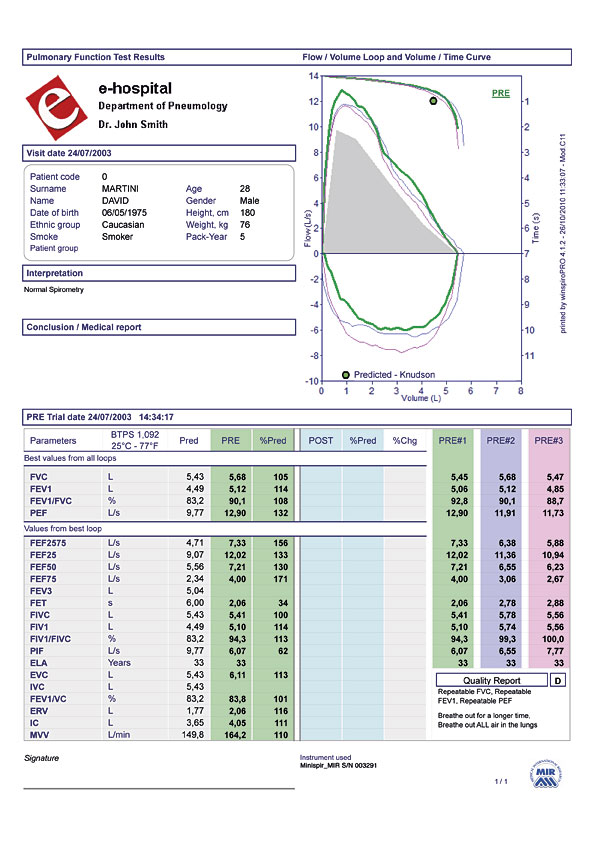 Pulmonary Function Test Results
Flow / Volume Loop and Volume / Time Curve
e
e-hospital
Department of Pneumology
Dr. John Smith
Visit date 24/07/2003
Patient code 0
Surname MARTINI Age 28
Name DAVID Gender Male
Date of birth 06/05/1975 Height, cm 180
Ethnic group Caucasian Weight, kg 76
Smoke Smoker Pack-Year 5
Patient group
Interpretation
Normal Spirometry
Conclusion / Medical report
PRE
Flow(L/s)
14
12
10
8
6
4
2
0
-2
-4
-6
-8
-10
Time (s)
1
2
3
4
5
6
7
8
9
10
11
Predicted - Knudson
0 1 2 3 4 5 6 7 8
Volume (L)
printed by winspiroPRO 4.1.2 - 26/10/2010 11:33:07 - Mod.C11
PRE Trial date 24/07/2003 14:34:17
Parameters BTPS 1,092 25°C - 77°F Pred PRE %Pred POST %Pred %Chg PRE#1 PRE#2 PRE#3
Best values from all loops
FVC L 5,43 5,68 105 5,45 5,68 5,47
FEV1 L 4,49 5,12 114 5,06 5,12 4,85
FEV1/FVC % 83,2 90,1 108 92,8 90,1 88,7
PEF L/s 9,77 12,90 132 12,90 11,91 11,73
Values from best loop
FEF2575 L/s 4,71 7,33 156 7,33 6,38 5,88
FEF25 L/s 9,07 12,02 133 12,02 11,36 10,94
FEF50 L/s 5,56 7,21 130 7,21 6,55 6,23
FEF75 L/s 2,34 4,00 171 4,00 3,06 2,67
FEV3 L 5,04
FET s 6,00 2,06 34 2,06 2,78 2,88
FIVC L 5,43 5,41 100 5,41 5,78 5,56
FIV1 L 4,49 5,10 114 5,10 5,74 5,56
FIV1/FIVC % 83,2 94,3 113 94,3 99,3 100,0
PIF L/s 9,77 6,07 62 6,07 6,55 7,77
ELA Years 33 33 33 33 33
EVC L 5,43 6,11 113
IVC L 5,43
FEV1/VC % 83,2 83,8 101
ERV L 1,77 2,06 116
IC L 3,65 4,05 111
MVV L/min 149,8 164,2 110
Quality Report D
Repeatable FVC, Repeatable
FEV1, Repeatable PEF
Breathe out for a longer time,
Breathe out ALL air in the lungs
Signature
Instrument used
Minispir_MIR S/N 003291
1 / 1
MIR